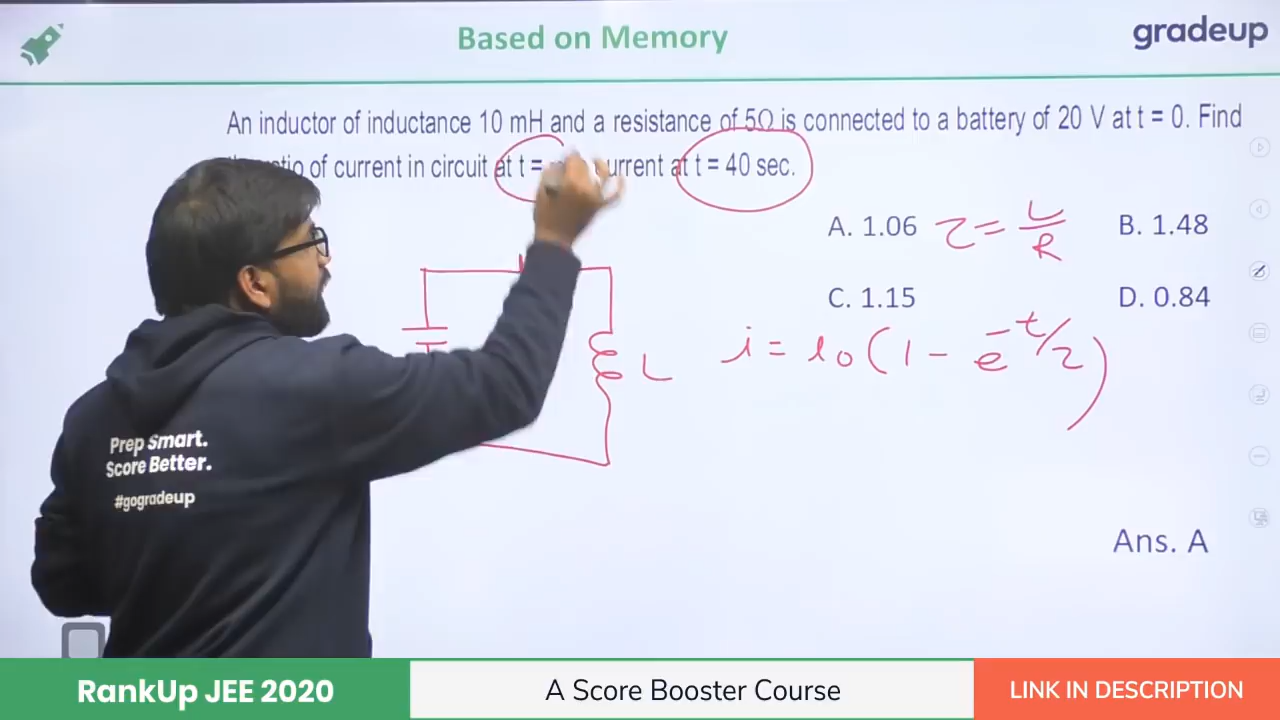 Based on Memory
gradeup
An inductor of inductance 10 mH and a resistance of 5Ω is connected to a battery of 20 V at t = 0. Find
of current in circuit at t = current at t = 40 sec.
A. 1.06
τ = L/R
B. 1.48
C. 1.15
D. 0.84
i = i0 (1 - e^-t/τ)
L
Prep Smart.
Score Better.
#gogradeup
Ans. A
RankUp JEE 2020
A Score Booster Course
LINK IN DESCRIPTION